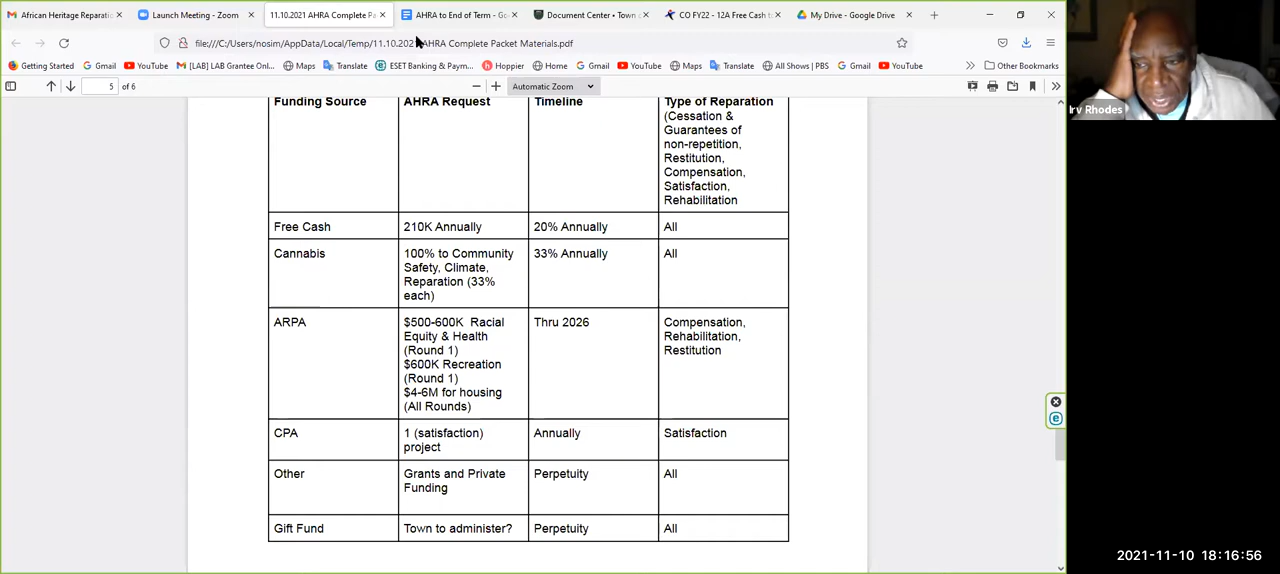 African Heritage Reparatio
Launch Meeting - Zoom
11.10.2021 AHRA Complete Pa
AHRA to End of Term - Go
Document Center • Town o
CO FY22 - 12A Free Cash t
My Drive - Google Drive
file:///C:/Users/nosim/AppData/Local/Temp/11.10.202 AHRA Complete Packet Materials.pdf
Getting Started
Gmail
YouTube
[LAB] LAB Grantee Onl...
Maps
Translate
ESET Banking & Paym...
Hoppier
Home
Gmail
YouTube
Maps
Translate
All Shows | PBS
Gmail
YouTube
Other Bookmarks
5 of 6
Automatic Zoom
Irv Rhodes
Funding Source
AHRA Request
Timeline
Type of Reparation
(Cessation &
Guarantees of
non-repetition,
Restitution,
Compensation,
Satisfaction,
Rehabilitation
Free Cash
210K Annually
20% Annually
All
Cannabis
100% to Community
Safety, Climate,
Reparation (33%
each)
33% Annually
All
ARPA
$500-600K Racial
Equity & Health
(Round 1)
$600K Recreation
(Round 1)
$4-6M for housing
(All Rounds)
Thru 2026
Compensation,
Rehabilitation,
Restitution
CPA
1 (satisfaction)
project
Annually
Satisfaction
Other
Grants and Private
Funding
Perpetuity
All
Gift Fund
Town to administer?
Perpetuity
All
2021-11-10 18:16:56